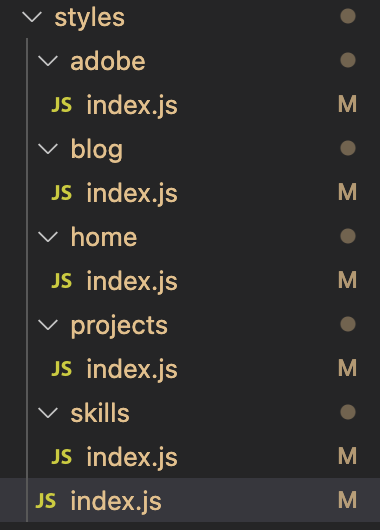 styles
adobe
JS index.js M
blog
JS index.js M
home
JS index.js M
projects
JS index.js M
skills
JS index.js M
JS index.js M